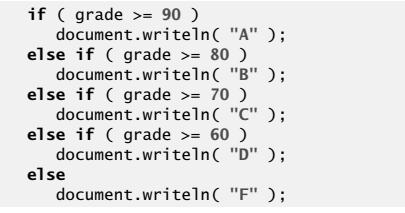 if ( grade >= 90 )
document.writeln( "A" );
else if ( grade >= 80 )
document.writeln( "B" );
else if ( grade >= 70 )
document.writeln( "C" );
else if ( grade >= 60 )
document.writeln( "D" );
else
document.writeln( "F" );